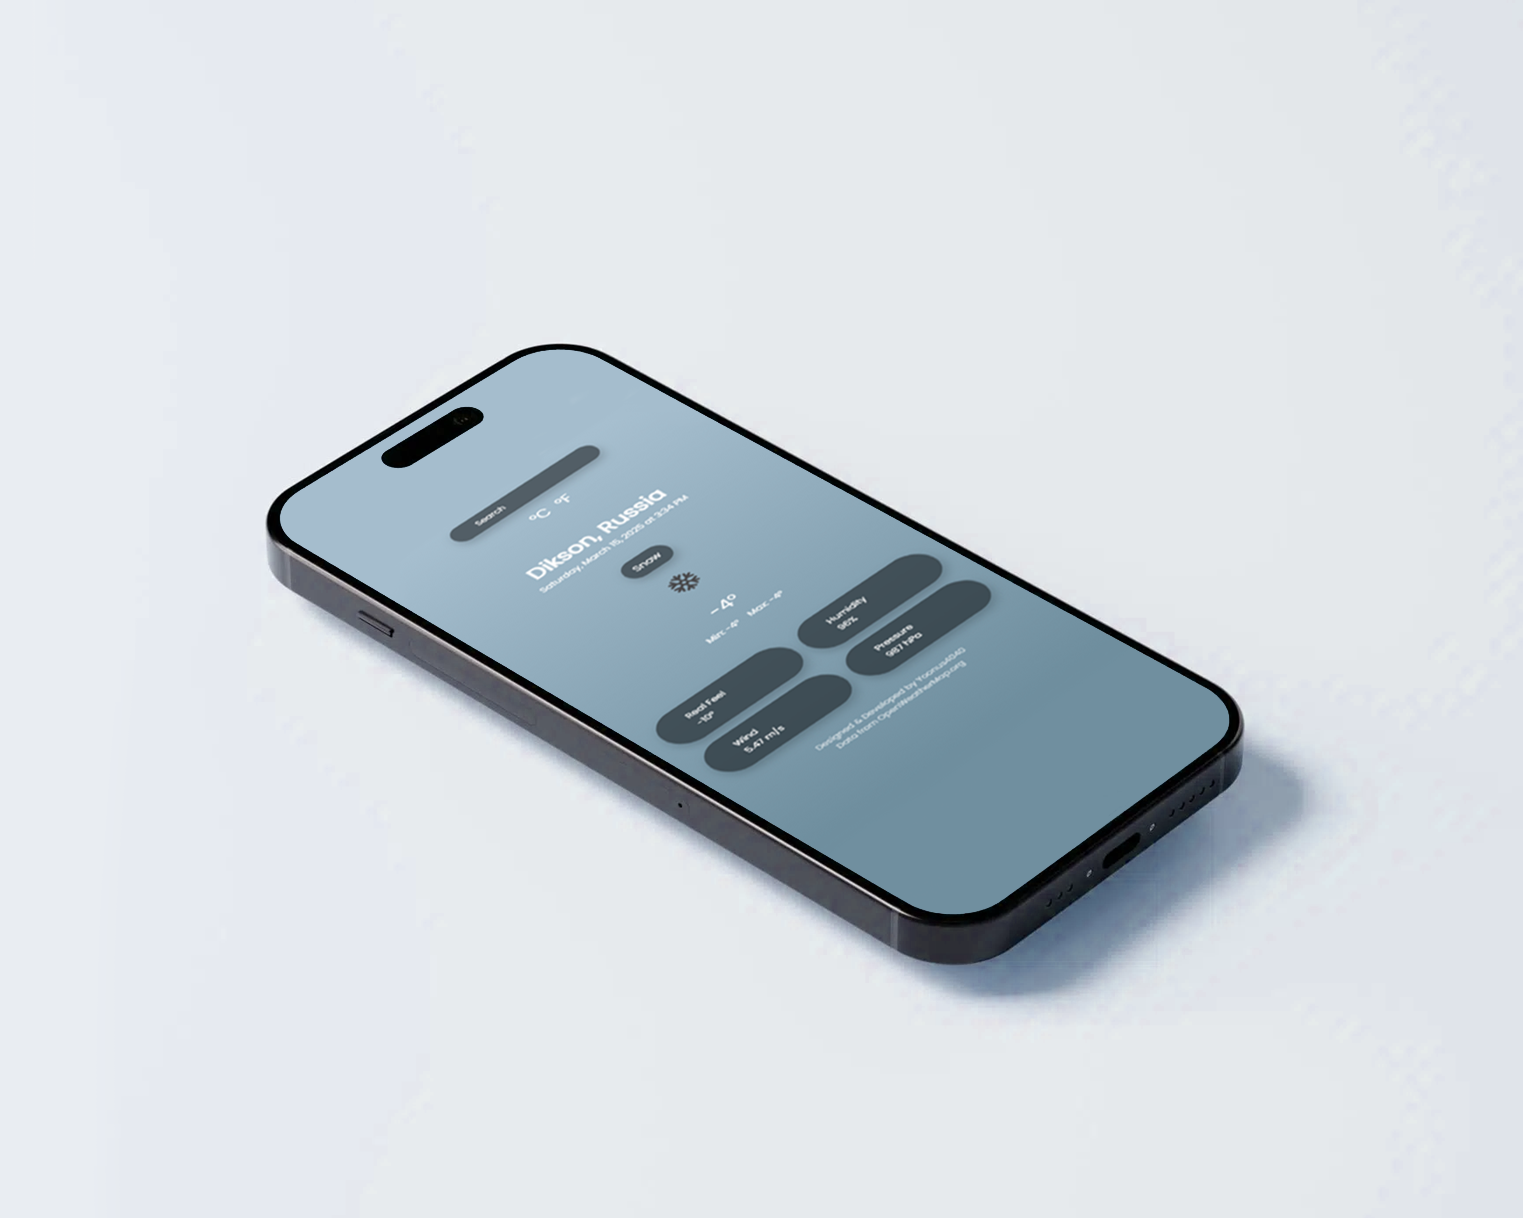 Search
°C °F
Dikson, Russia
Saturday, March 15, 2025 at 3:34 PM
Snow
-4°
Min: -4° Max: -4°
Real Feel
-10°
Humidity
96%
Wind
5.47 m/s
Pressure
987 hPa
Designed & Developed by Yoonus4040
Data from OpenWeatherMap.org